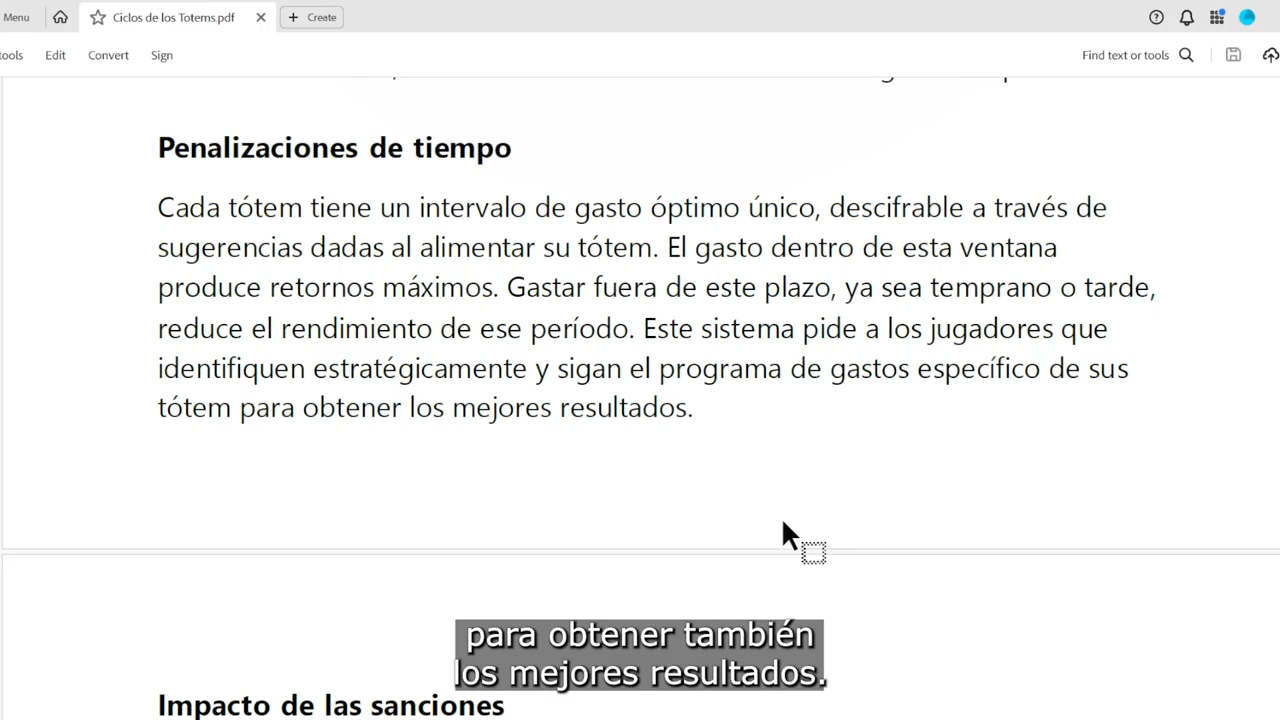 Menu
Ciclos de los Totems.pdf
Create
tools
Edit
Convert
Sign
Find text or tools
Penalizaciones de tiempo
Cada tótem tiene un intervalo de gasto óptimo único, descifrable a través de
sugerencias dadas al alimentar su tótem. El gasto dentro de esta ventana
produce retornos máximos. Gastar fuera de este plazo, ya sea temprano o tarde,
reduce el rendimiento de ese período. Este sistema pide a los jugadores que
identifiquen estratégicamente y sigan el programa de gastos específico de sus
tótem para obtener los mejores resultados.
para obtener también
los mejores resultados.
Impacto de las sanciones